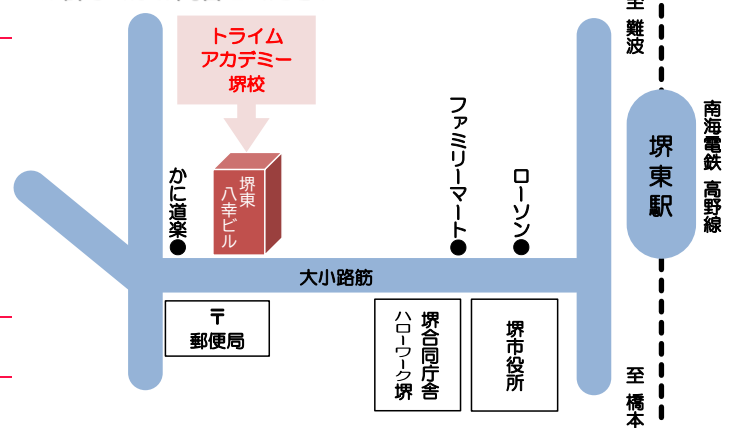 至 難波
トライム
アカデミー
堺校
南海電鉄 高野線
堺東駅
ファミリーマート
ローソン
かに道楽
堺東
八幸ビル
大小路筋
〒
郵便局
堺合同庁舎
ハローワーク堺
堺市役所
至 橋本